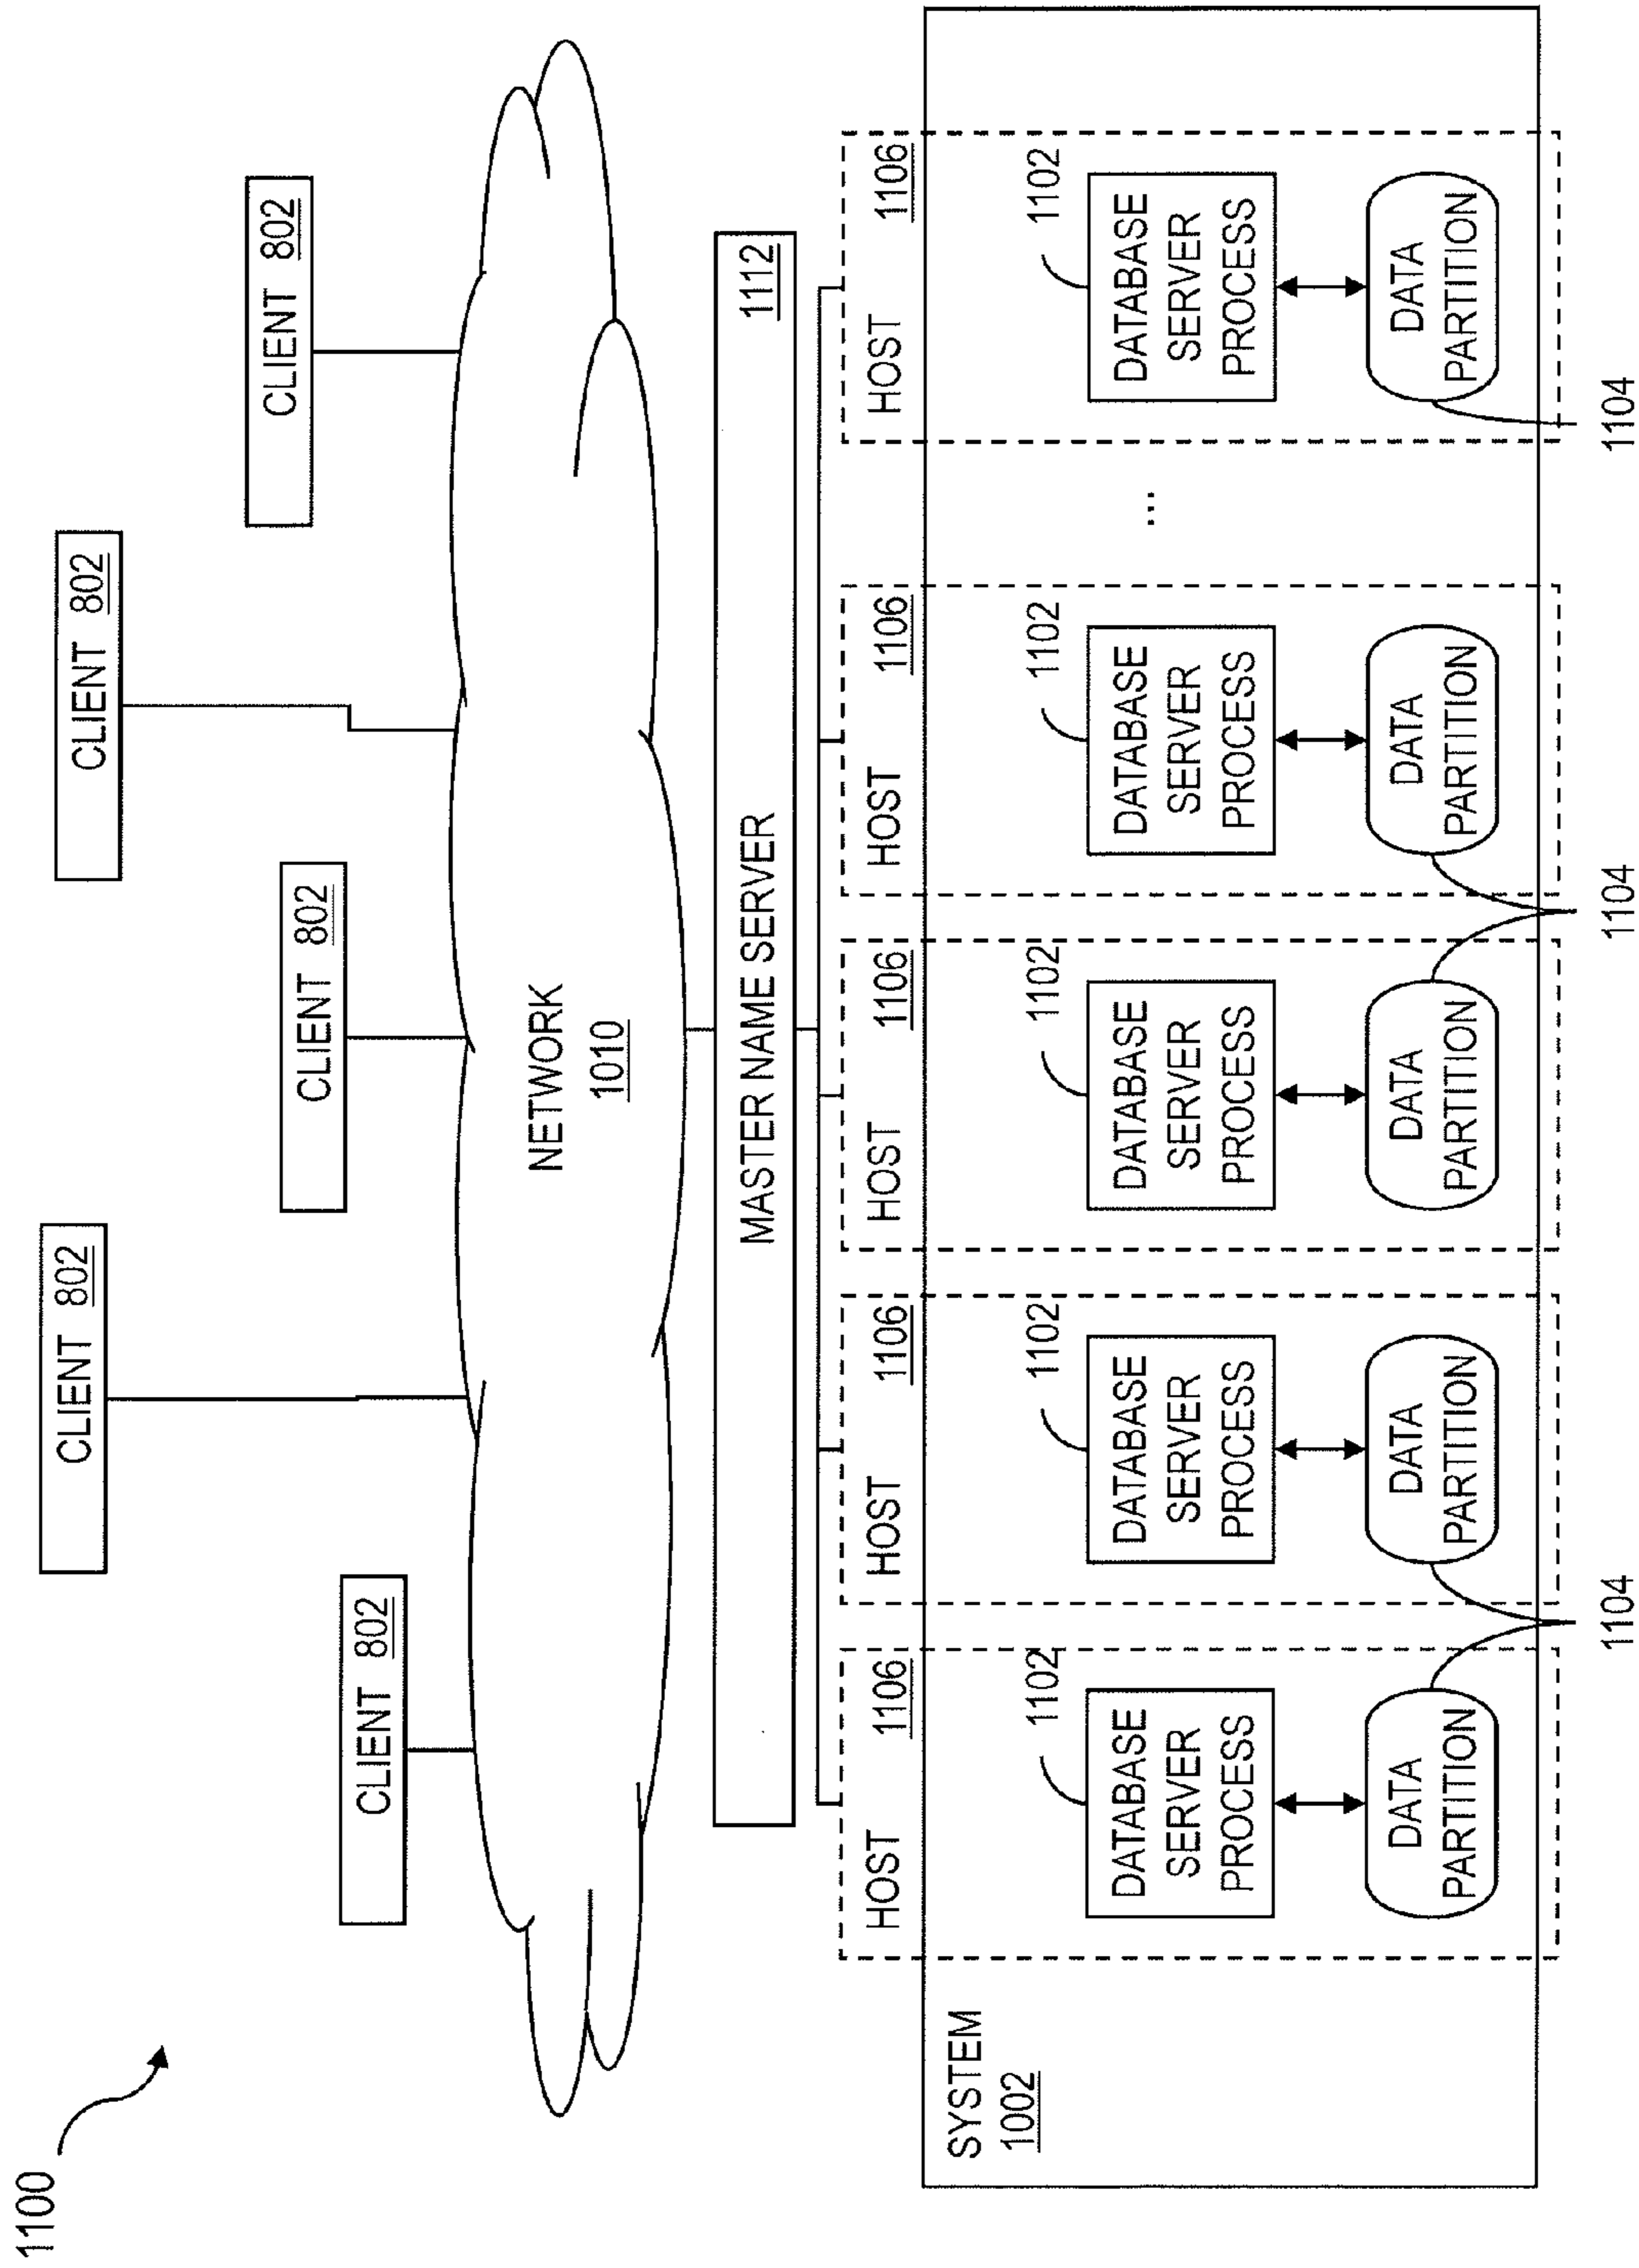 1100
CLIENT 802
CLIENT 802
CLIENT 802
CLIENT 802
CLIENT 802
NETWORK
1010
MASTER NAME SERVER 1112
HOST 1106
HOST 1106
HOST 1106
HOST 1106
HOST 1106
SYSTEM
1002
1102
1102
1102
1102
1102
DATABASE
SERVER
PROCESS
DATABASE
SERVER
PROCESS
DATABASE
SERVER
PROCESS
DATABASE
SERVER
PROCESS
...
DATABASE
SERVER
PROCESS
DATA
PARTITION
DATA
PARTITION
DATA
PARTITION
DATA
PARTITION
DATA
PARTITION
1104
1104
1104